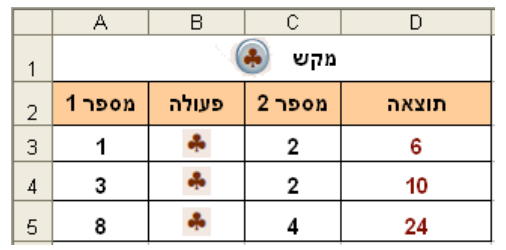 A B C D
1 מקש ♣
2 מספר 1 פעולה מספר 2 תוצאה
3 1 ♣ 2 6
4 3 ♣ 2 10
5 8 ♣ 4 24